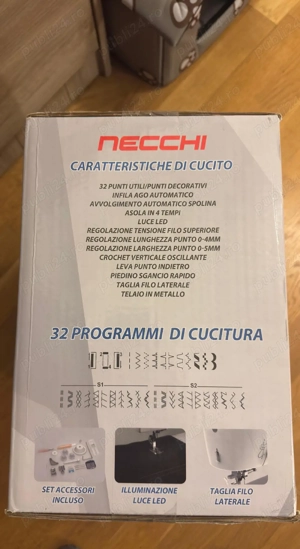 NECCHI
CARATTERISTICHE DI CUCITO
32 PUNTI UTILI/PUNTI DECORATIVI
INFILA AGO AUTOMATICO
AVVOLGIMENTO AUTOMATICO SPOLINA
ASOLA IN 4 TEMPI
LUCE LED
REGOLAZIONE TENSIONE FILO SUPERIORE
REGOLAZIONE LUNGHEZZA PUNTO 0-4MM
REGOLAZIONE LARGHEZZA PUNTO 0-5MM
CROCHET VERTICALE OSCILLANTE
LEVA PUNTO INDIETRO
PIEDINO SGANCIO RAPIDO
TAGLIA FILO LATERALE
TELAIO IN METALLO
32 PROGRAMMI DI CUCITURA
S1 S2
SET ACCESSORI
INCLUSO
ILLUMINAZIONE
LUCE LED
TAGLIA FILO
LATERALE